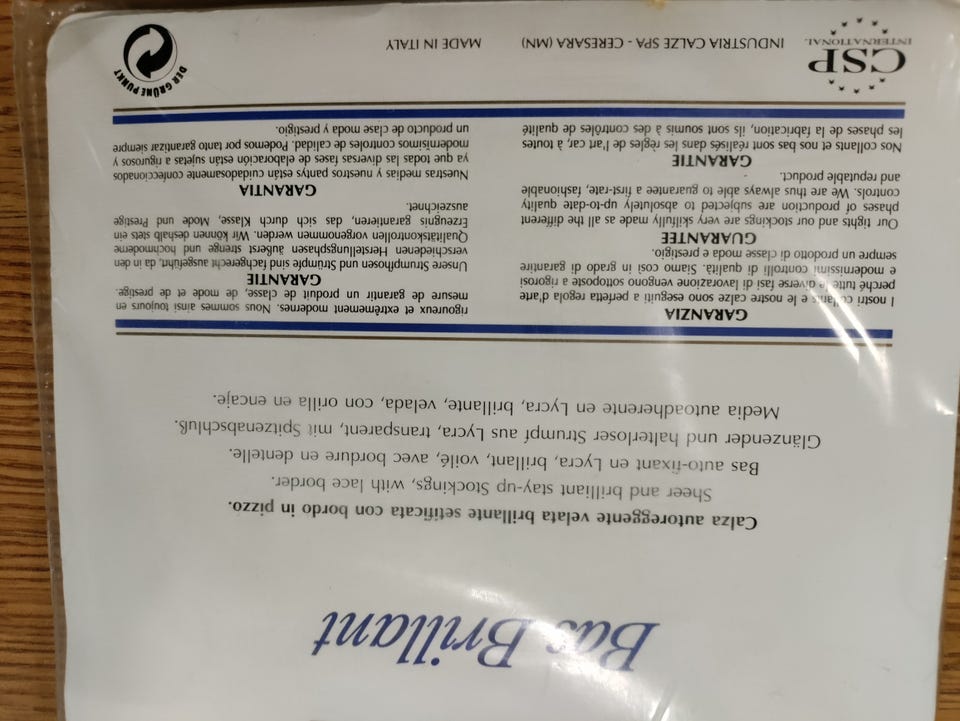 Bas Brillant
Calza autoreggente velata brillante setificata con bordo in pizzo.
Sheer and brilliant stay-up Stockings, with lace border.
Bas auto-fixant en Lycra, brillant, voilé, avec bordure en dentelle.
Glänzender und halterloser Strumpf aus Lycra, transparent, mit Spitzenabschluß.
Media autoadherente en Lycra, brillante, velada, con orilla en encaje.
GARANZIA
I nostri collants e le nostre calze sono eseguiti a perfetta regola d'arte
perché tutte le diverse fasi di lavorazione vengono sottoposte a rigorosi
e modernissimi controlli di qualità. Siamo così in grado di garantire
sempre un prodotto di classe moda e prestigio.
GUARANTEE
Our tights and our stockings are very skilfully made as all the different
phases of production are subjected to absolutely up-to-date quality
controls. We are thus always able to guarantee a first-rate, fashionable
and reputable product.
GARANTIE
Nos collants et nos bas sont réalisés dans les règles de l'art car, à toutes
les phases de la fabrication, ils sont soumis à des contrôles de qualité
rigoureux et extrêmement modernes. Nous sommes ainsi toujours en
mesure de garantir un produit de classe, de mode et de prestige.
GARANTIE
Unsere Strumpfhosen und Strümpfe sind fachgerecht ausgeführt, da in den
verschiedenen Herstellungsphasen äußerst strenge und hochmoderne
Qualitätskontrollen vorgenommen werden. Wir können deshalb stets ein
Erzeugnis garantieren, das sich durch Klasse, Mode und Prestige
auszeichnet.
GARANTIA
Nuestras medias y nuestros pantys están cuidadosamente confeccionados
ya que todas las diversas fases de elaboración están sujetas a rigurosos y
modernismos controles de calidad. Podemos por tanto garantizar siempre
un producto de clase moda y prestigio.
CSP
INTERNATIONAL
INDUSTRIA CALZE SPA - CERESARA (MN) MADE IN ITALY
DER GRÜNE PUNKT